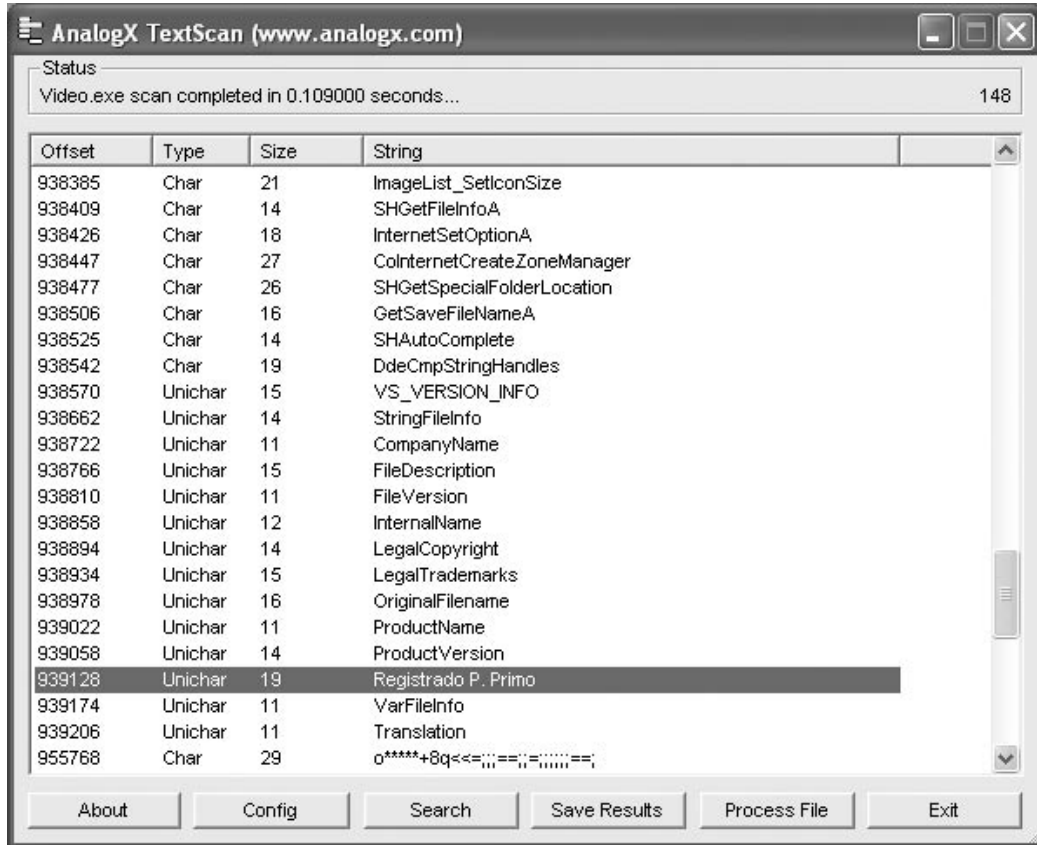 AnalogX TextScan (www.analogx.com)
Status
Video.exe scan completed in 0.109000 seconds... 148
Offset Type Size String
938385 Char 21 ImageList_SetIconSize
938409 Char 14 SHGetFileInfoA
938426 Char 18 InternetSetOptionA
938447 Char 27 CoInternetCreateZoneManager
938477 Char 26 SHGetSpecialFolderLocation
938506 Char 16 GetSaveFileNameA
938525 Char 14 SHAutoComplete
938542 Char 19 DdeCmpStringHandles
938570 Unichar 15 VS_VERSION_INFO
938662 Unichar 14 StringFileInfo
938722 Unichar 11 CompanyName
938766 Unichar 15 FileDescription
938810 Unichar 11 FileVersion
938858 Unichar 12 InternalName
938894 Unichar 14 LegalCopyright
938934 Unichar 15 LegalTrademarks
938978 Unichar 16 OriginalFilename
939022 Unichar 11 ProductName
939058 Unichar 14 ProductVersion
939128 Unichar 19 Registrado P. Primo
939174 Unichar 11 VarFileInfo
939206 Unichar 11 Translation
955768 Char 29 o*****+8q<<=;;;==;;=;;;;;;==;
About Config Search Save Results Process File Exit